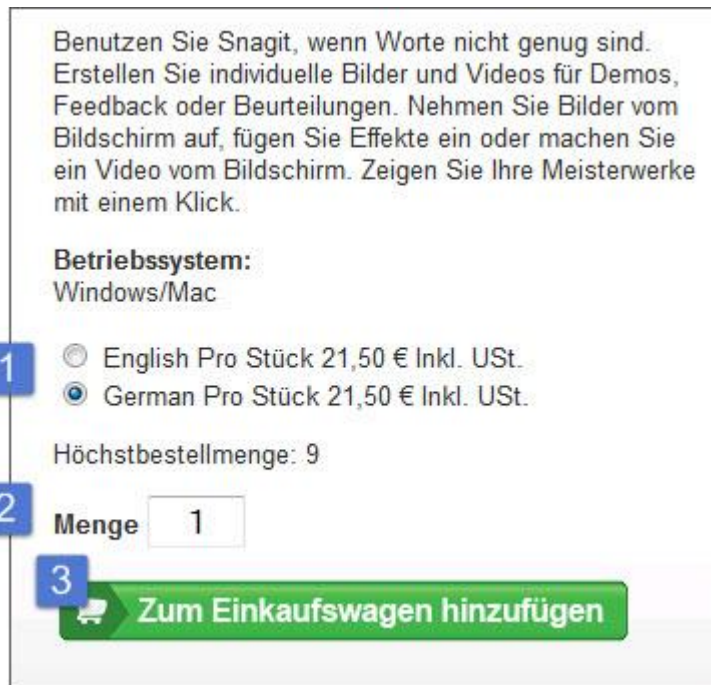 Benutzen Sie Snagit, wenn Worte nicht genug sind.
Erstellen Sie individuelle Bilder und Videos für Demos,
Feedback oder Beurteilungen. Nehmen Sie Bilder vom
Bildschirm auf, fügen Sie Effekte ein oder machen Sie
ein Video vom Bildschirm. Zeigen Sie Ihre Meisterwerke
mit einem Klick.
Betriebssystem:
Windows/Mac
1
English Pro Stück 21,50 € Inkl. USt.
German Pro Stück 21,50 € Inkl. USt.
Höchstbestellmenge: 9
2
Menge 1
3
Zum Einkaufswagen hinzufügen